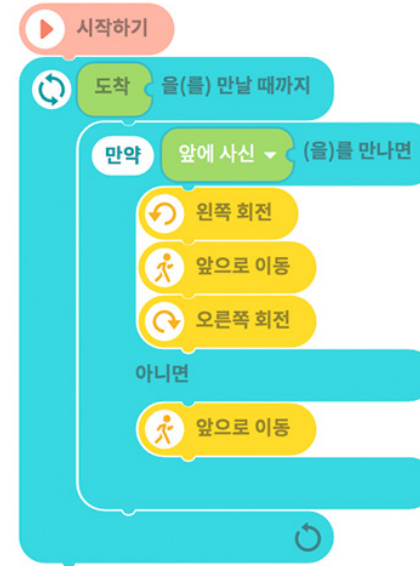 시작하기
도착 을(를) 만날 때까지
만약 앞에 사신 (을)를 만나면
왼쪽 회전
앞으로 이동
오른쪽 회전
아니면
앞으로 이동